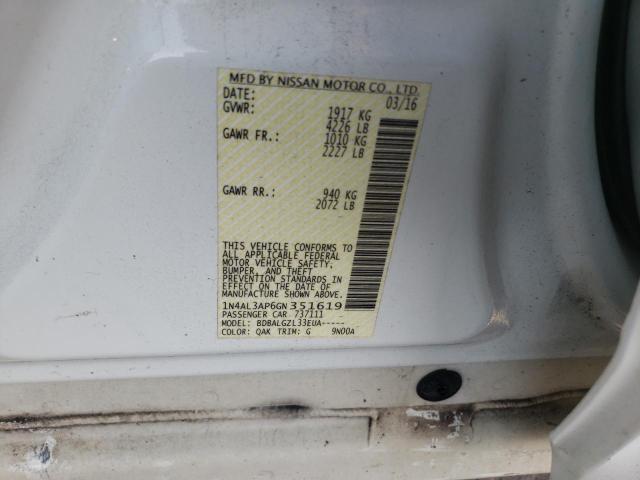 MFD BY NISSAN MOTOR CO., LTD.
DATE: 03/16
GVWR: 1917 KG
4226 LB
GAWR FR.: 1010 KG
2227 LB
GAWR RR.: 940 KG
2072 LB
THIS VEHICLE CONFORMS TO
ALL APPLICABLE FEDERAL
MOTOR VEHICLE SAFETY,
BUMPER, AND THEFT
PREVENTION STANDARDS IN
EFFECT ON THE DATE OF
MANUFACTURE SHOWN ABOVE.
1N4AL3AP6GN351619
PASSENGER CAR 737111
MODEL: BDBALGZL33EUA-----
COLOR: QAK TRIM: G 9N00A